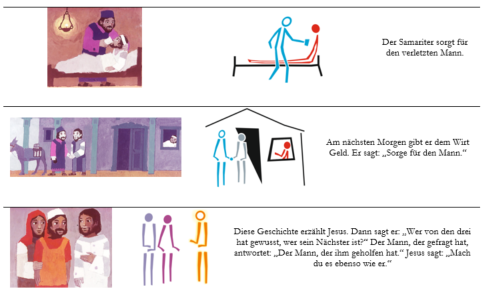 Der Samariter sorgt für
den verletzten Mann.
Am nächsten Morgen gibt er dem Wirt
Geld. Er sagt: „Sorge für den Mann.“
Diese Geschichte erzählt Jesus. Dann sagt er: „Wer von den drei
hat gewusst, wer sein Nächster ist?“ Der Mann, der gefragt hat,
antwortet: „Der Mann, der ihm geholfen hat.“ Jesus sagt: „Mach
du es ebenso wie er.“